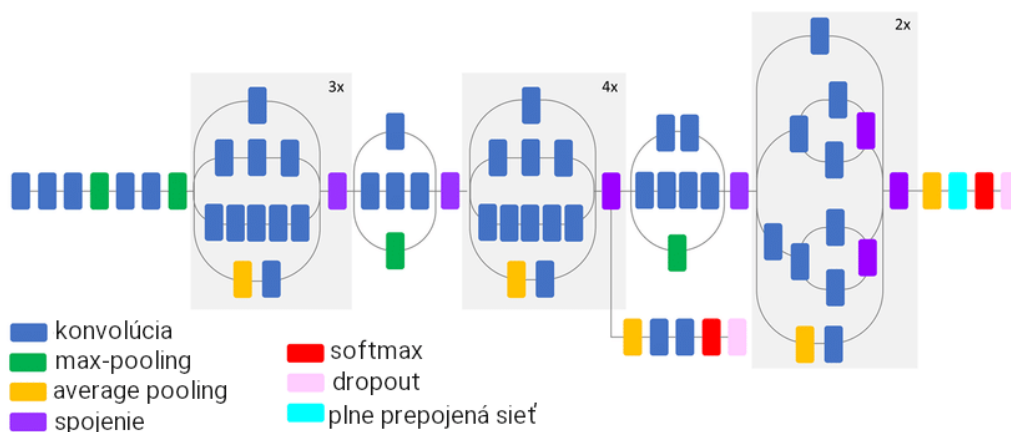 3x
4x
2x
konvolúcia
max-pooling
average pooling
spojenie
softmax
dropout
plne prepojená sieť